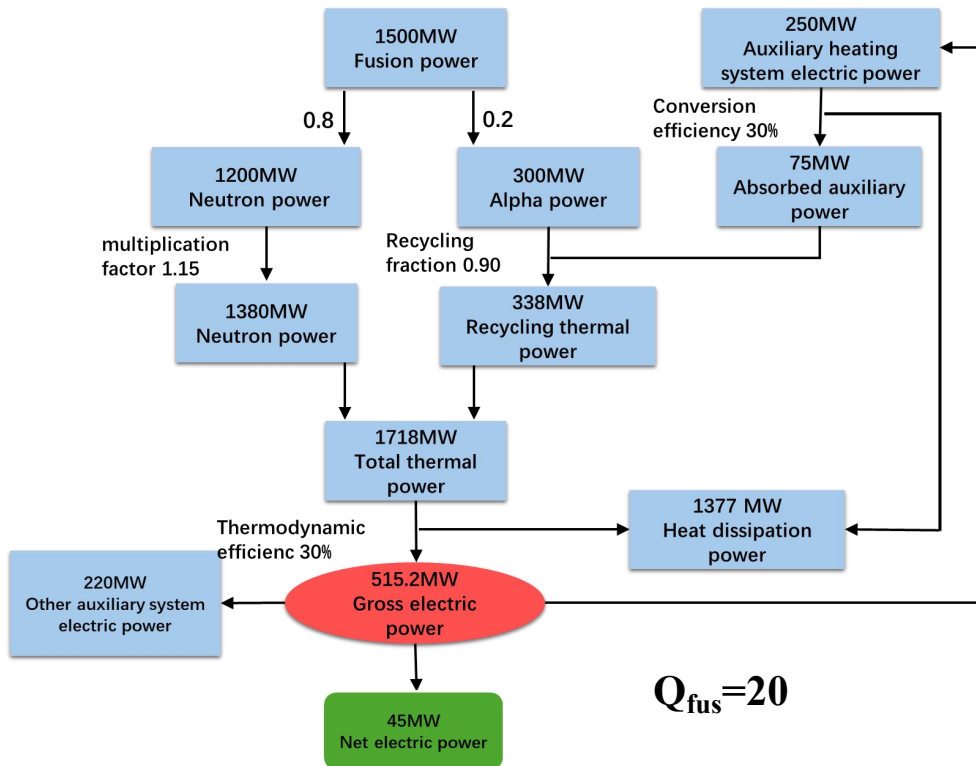 1500MW
Fusion power
250MW
Auxiliary heating
system electric power
0.8
0.2
Conversion
efficiency 30%
1200MW
Neutron power
300MW
Alpha power
75MW
Absorbed auxiliary
power
multiplication
factor 1.15
Recycling
fraction 0.90
1380MW
Neutron power
338MW
Recycling thermal
power
1718MW
Total thermal
power
1377 MW
Heat dissipation
power
Thermodynamic
efficienc 30%
220MW
Other auxiliary system
electric power
515.2MW
Gross electric
power
Qfus=20
45MW
Net electric power